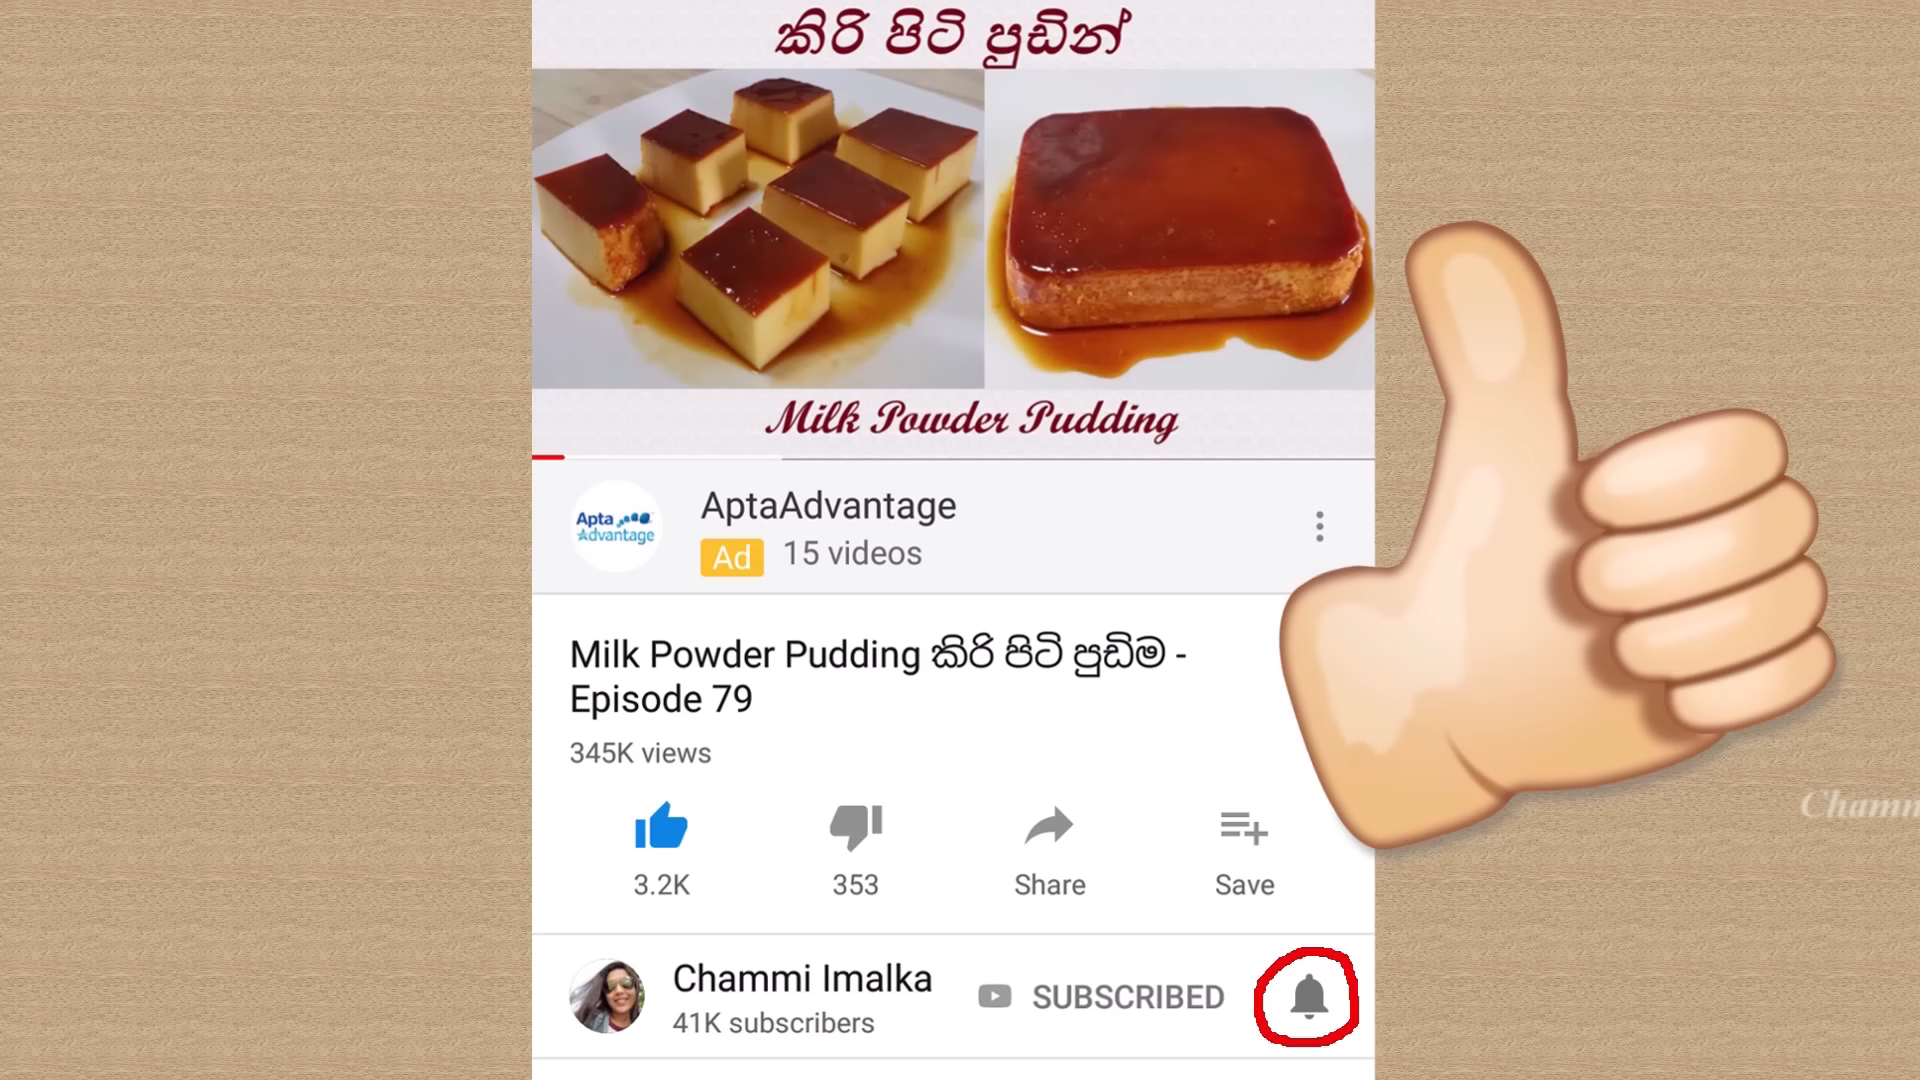 කිරි පිටි පුඩින්
Milk Powder Pudding
Apta
Advantage
AptaAdvantage
Ad 15 videos
Milk Powder Pudding කිරි පිටි පුඩිම -
Episode 79
345K views
3.2K 353 Share Save
Chammi Imalka SUBSCRIBED
41K subscribers